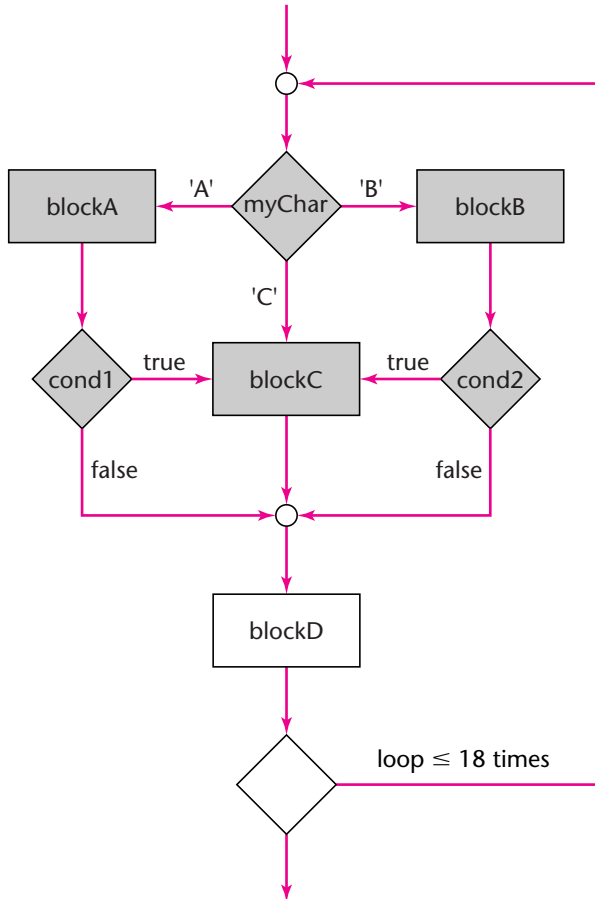 'A'
'B'
blockA
myChar
blockB
'C'
true
true
cond1
blockC
cond2
false
false
blockD
loop ≤ 18 times